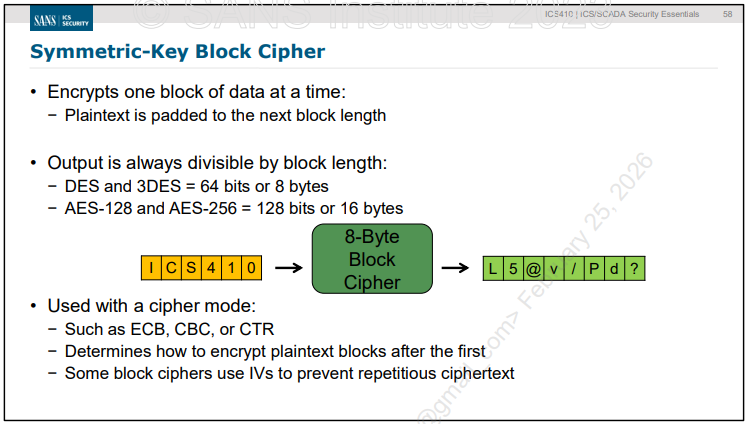 © SANS Institute 2026
SANS ICS SECURITY
ICS410 | ICS/SCADA Security Essentials 58
Symmetric-Key Block Cipher
• Encrypts one block of data at a time:
− Plaintext is padded to the next block length
• Output is always divisible by block length:
− DES and 3DES = 64 bits or 8 bytes
− AES-128 and AES-256 = 128 bits or 16 bytes
8-Byte
Block
Cipher
I C S 4 1 0
L 5 @ v / P d ?
• Used with a cipher mode:
− Such as ECB, CBC, or CTR
− Determines how to encrypt plaintext blocks after the first
− Some block ciphers use IVs to prevent repetitious ciphertext
@gmail.com> February 25, 2026